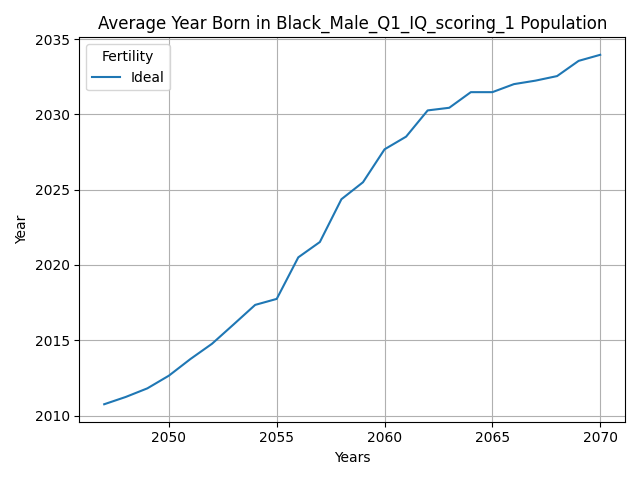 Average Year Born in Black_Male_Q1_IQ_scoring_1 Population
Fertility
Ideal
2035
2030
2025
2020
2015
2010
Year
2050 2055 2060 2065 2070
Years